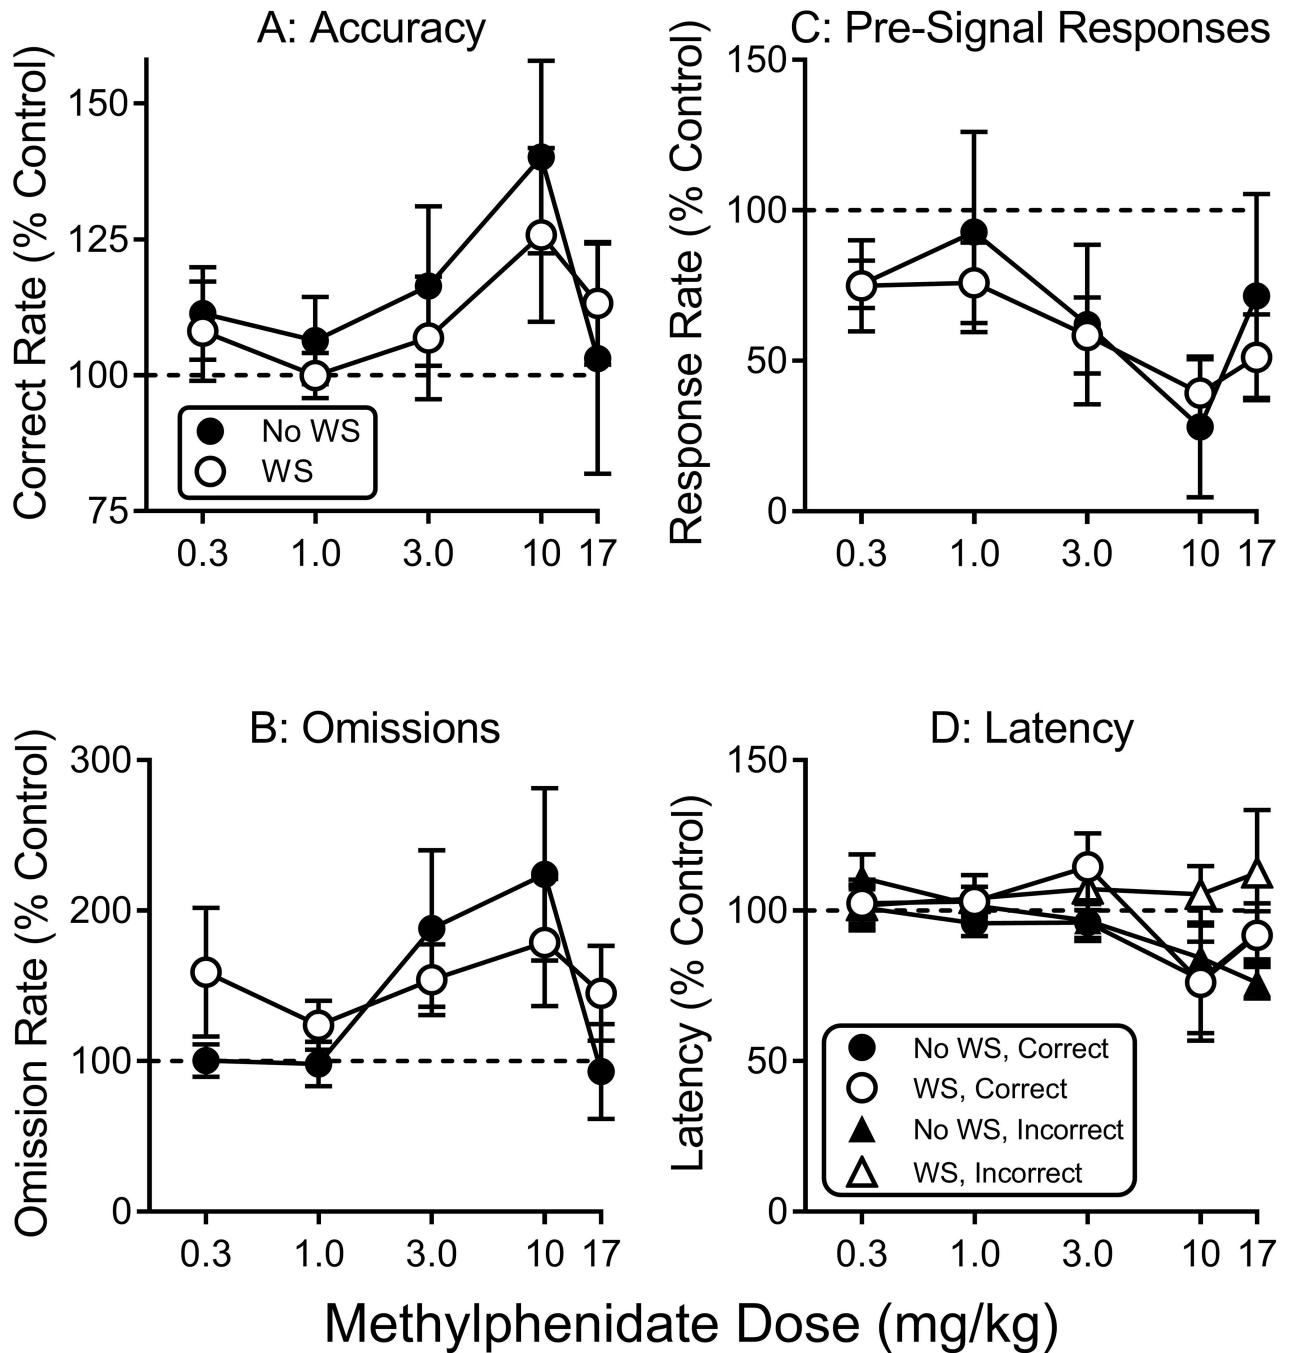 A: Accuracy
Correct Rate (% Control)
150
125
100
75
No WS
WS
0.3 1.0 3.0 10 17
C: Pre-Signal Responses
Response Rate (% Control)
150
100
50
0
0.3 1.0 3.0 10 17
B: Omissions
Omission Rate (% Control)
300
200
100
0
0.3 1.0 3.0 10 17
D: Latency
Latency (% Control)
150
100
50
0
No WS, Correct
WS, Correct
No WS, Incorrect
WS, Incorrect
0.3 1.0 3.0 10 17
Methylphenidate Dose (mg/kg)